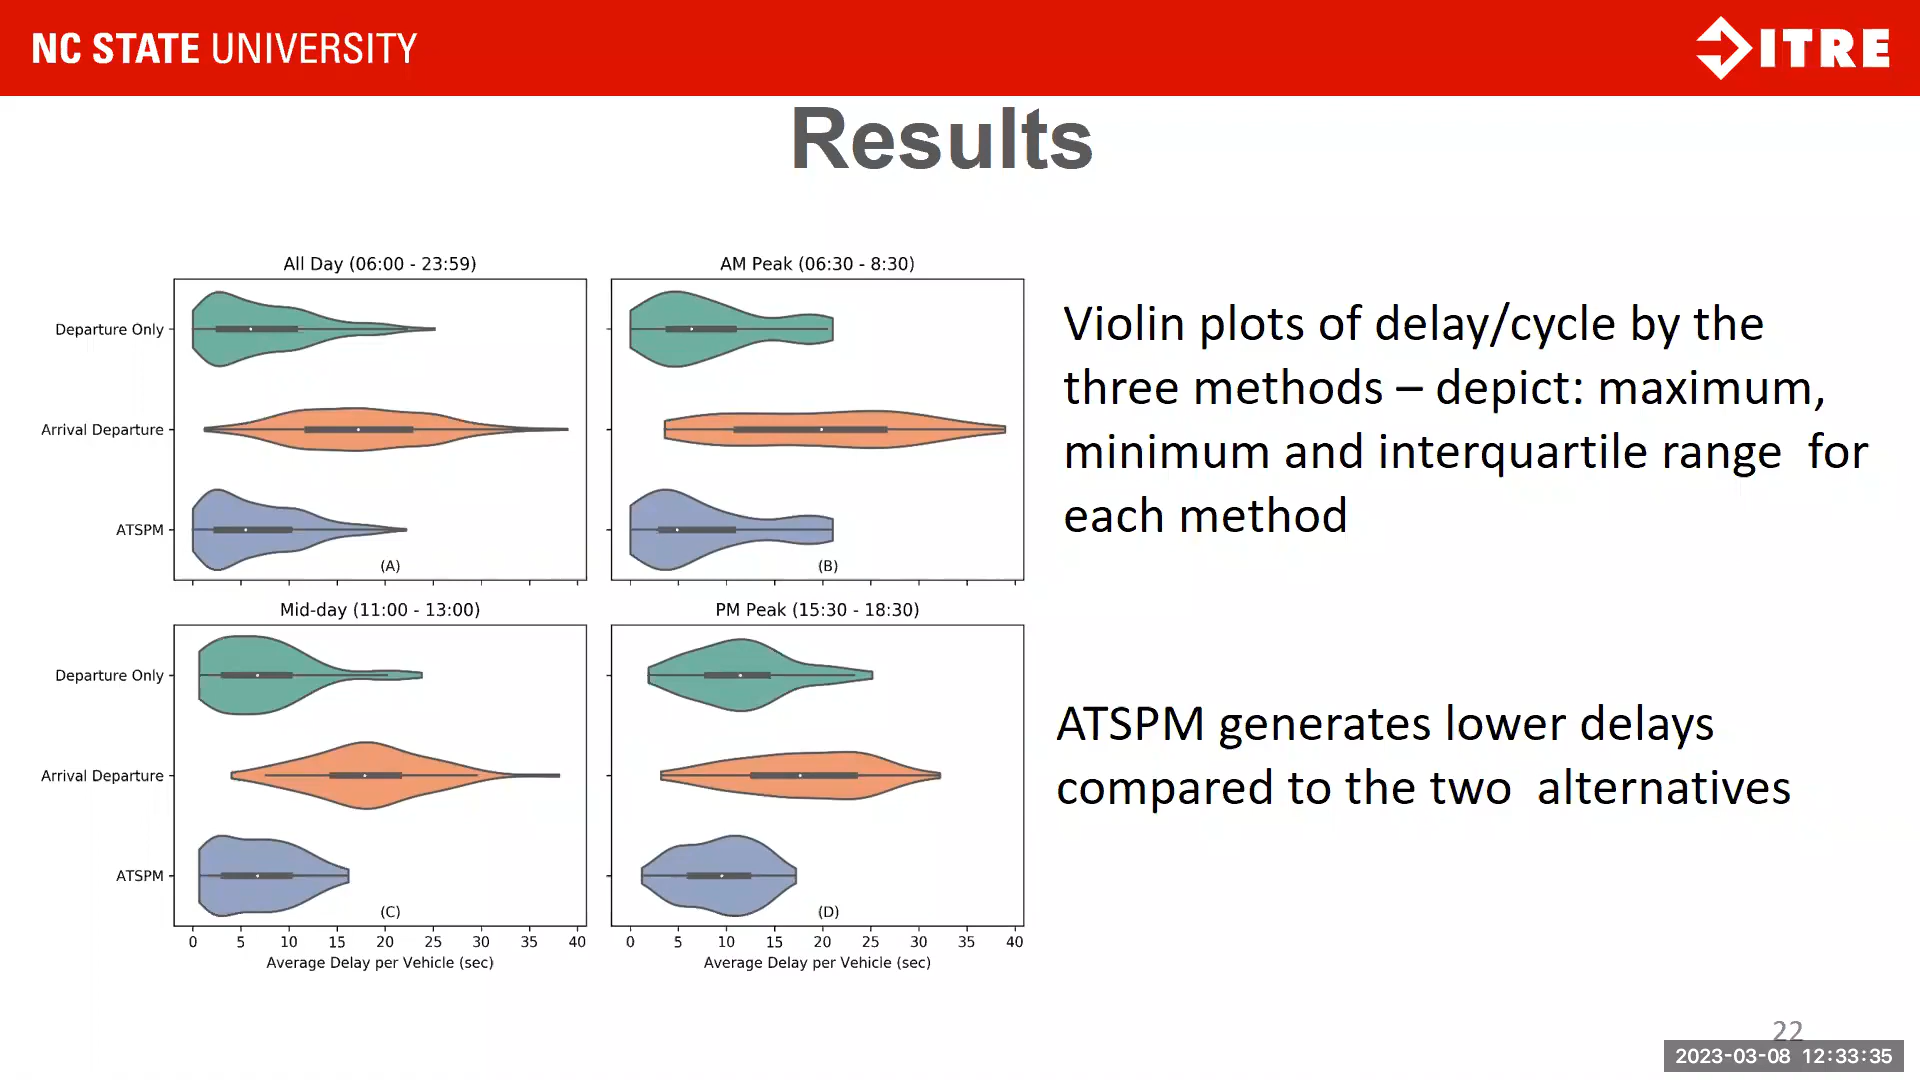 NC STATE UNIVERSITY
ITRE
Results
All Day (06:00 - 23:59)
AM Peak (06:30 - 8:30)
Departure Only
Arrival Departure
ATSPM
(A)
(B)
Mid-day (11:00 - 13:00)
PM Peak (15:30 - 18:30)
Departure Only
Arrival Departure
ATSPM
(C)
(D)
0 5 10 15 20 25 30 35 40
0 5 10 15 20 25 30 35 40
Average Delay per Vehicle (sec)
Average Delay per Vehicle (sec)
Violin plots of delay/cycle by the
three methods – depict: maximum,
minimum and interquartile range for
each method
ATSPM generates lower delays
compared to the two alternatives
22
2023-03-08 12:33:35